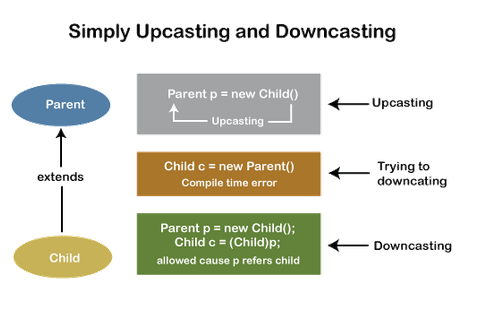 Simply Upcasting and Downcasting
Parent
extends
Child
Parent p = new Child()
Upcasting
Upcasting
Child c = new Parent()
Compile time error
Trying to
downcating
Parent p = new Child();
Child c = (Child)p;
allowed cause p refers child
Downcasting